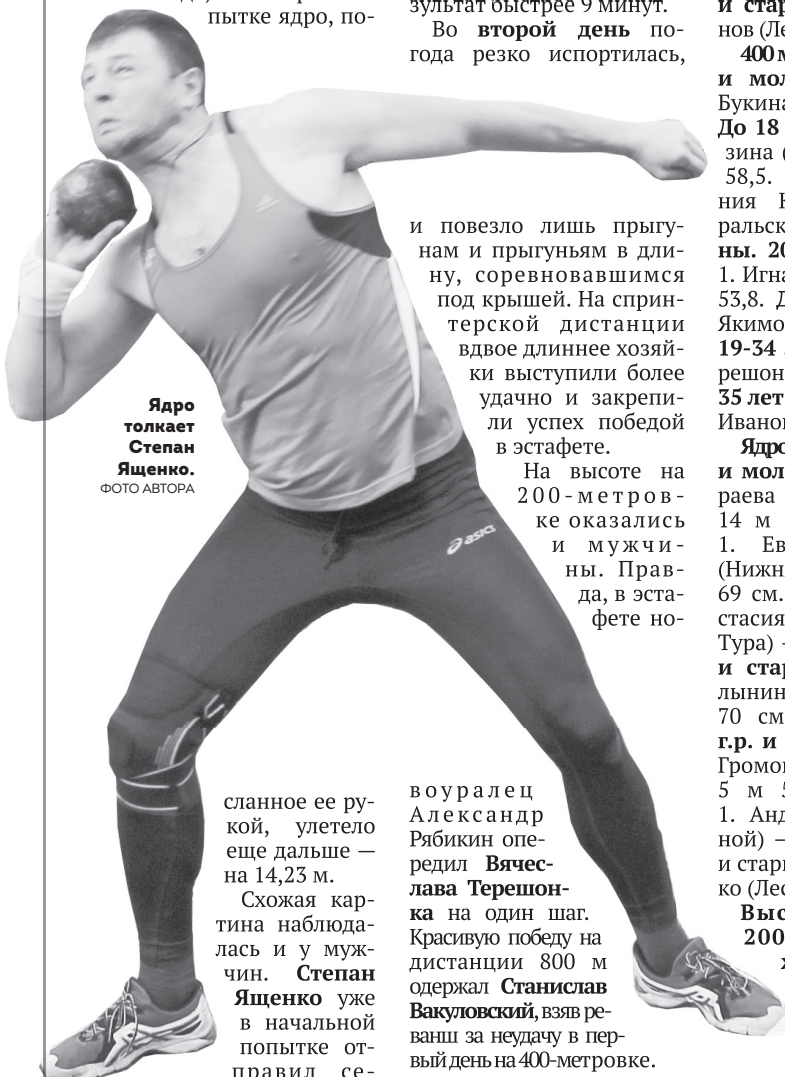 пытке ядро, по-
Ядро
толкает
Степан
Ященко.
ФОТО АВТОРА
сланное ее ру-
кой, улетело
еще дальше —
на 14,23 м.
Схожая кар-
тина наблюда-
лась и у муж-
чин. Степан
Ященко уже
в начальной
попытке от-
правил се-
зультат быстрее 9 минут.
Во второй день по-
года резко испортилась,
и повезло лишь прыгу-
нам и прыгуньям в дли-
ну, соревновавшимся
под крышей. На сприн-
терской дистанции
вдвое длиннее хозяй-
ки выступили более
удачно и закрепи-
ли успех победой
в эстафете.
На высоте на
200-метров-
ке оказались
и мужчи-
ны. Прав-
да, в эста-
фете но-
asics
воуралец
Александр
Рябикин опе-
редил Вячес-
лава Терешон-
ка на один шаг.
Красивую победу на
дистанции 800 м
одержал Станислав
Вакуловский, взяв ре-
ванш за неудачу в пер-
вый день на 400-метровке.
и стар
нов (Ле
400 м
и мол
Букина
До 18
зина (
58,5.
ния К
ральск
ны. 20
1. Игна
53,8. Д
Якимо
19-34
решон
35 лет
Иванов
Ядро
и мол
раева
14 м
1. Ев
(Нижн
69 см.
стасия
Тура) -
и стар
лынин
70 см
г.р. и
Громов
5 м 5
1. Анд
ной) —
и стар
ко (Лес
Выс
200